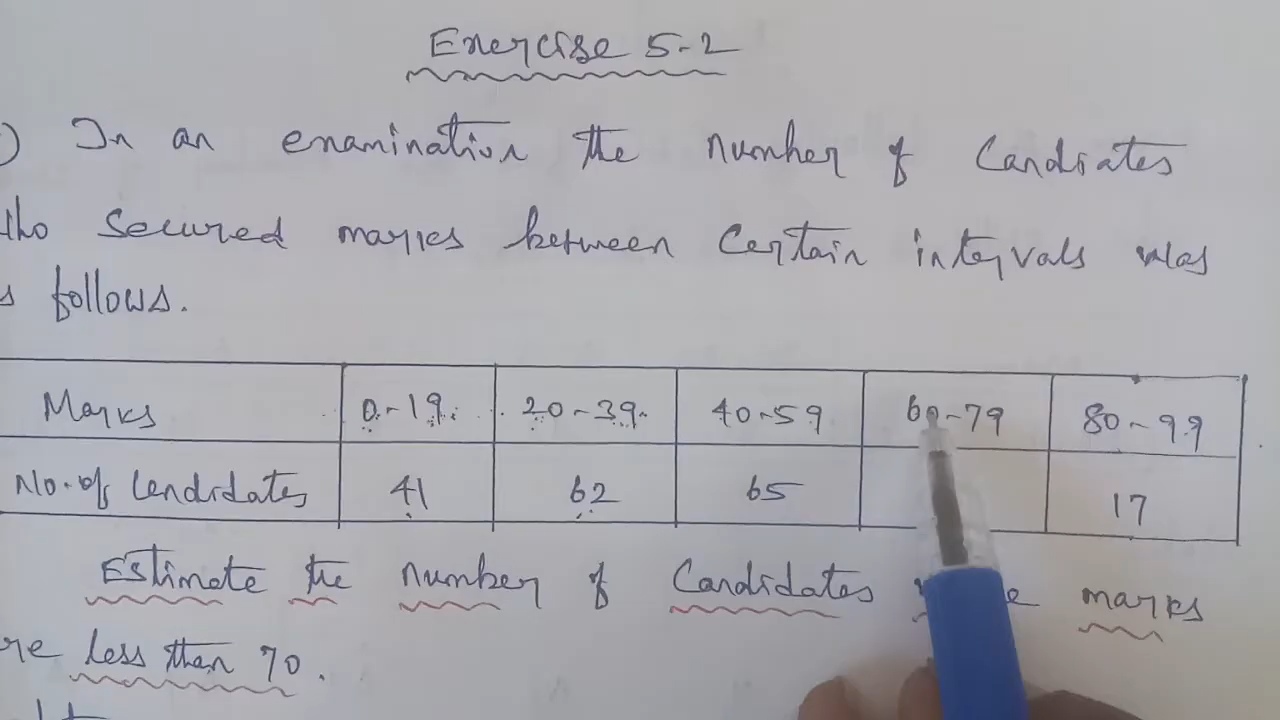 Exercise 5-2
) In an examination the number of Candiates
who secured marks between Certain intervals was
s follows.
Marks 0-19 20-39 40-59 60-79 80-99
No. of Candidates 41 62 65 17
Estimate the number of Candidates marks
re less than 70.